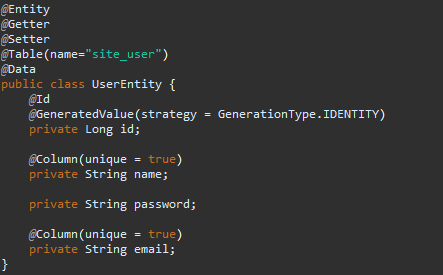 @Entity
@Getter
@Setter
@Table(name="site_user")
@Data
public class UserEntity {
    @Id
    @GeneratedValue(strategy = GenerationType.IDENTITY)
    private Long id;

    @Column(unique = true)
    private String name;

    private String password;

    @Column(unique = true)
    private String email;
}